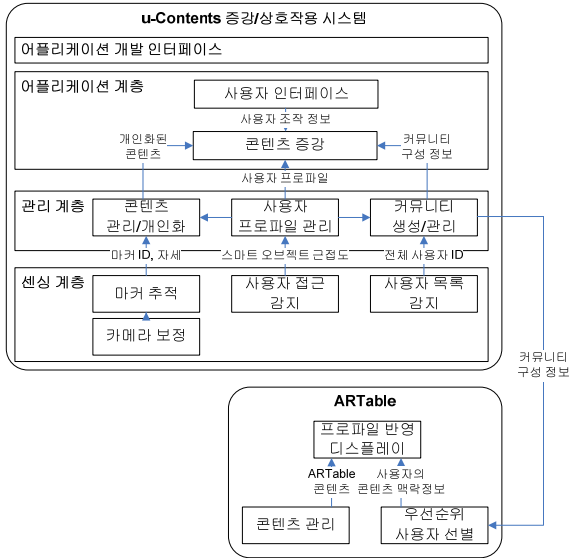 u-Contents 증강/상호작용 시스템
어플리케이션 개발 인터페이스
어플리케이션 계층
사용자 인터페이스
사용자 조작 정보
개인화된
콘텐츠
콘텐츠 증강
커뮤니티
구성 정보
사용자 프로파일
관리 계층
콘텐츠
관리/개인화
사용자
프로파일 관리
커뮤니티
생성/관리
마커 ID, 자세
스마트 오브젝트 근접도
전체 사용자 ID
센싱 계층
마커 추적
사용자 접근
감지
사용자 목록
감지
카메라 보정
커뮤니티
구성 정보
ARTable
프로파일 반영
디스플레이
ARTable
콘텐츠
사용자의
콘텐츠 맥락정보
콘텐츠 관리
우선순위
사용자 선별